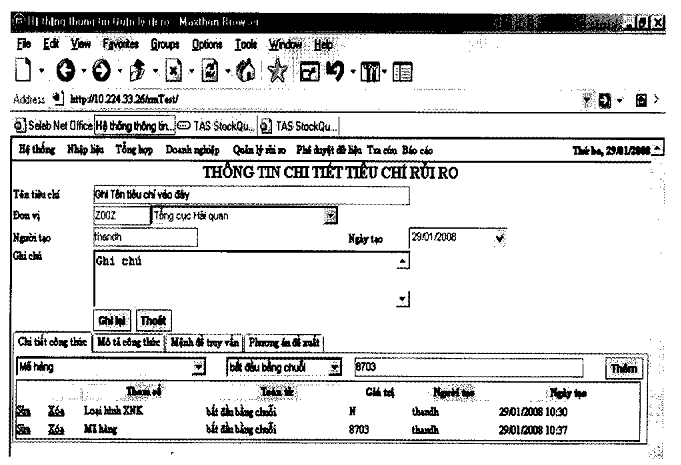 Hệ thống thông tin Quản lý rủi ro - Maxthon Browser
File Edit View Favorites Groups Options Tools Window Help
Address http://10.224.33.26/rmTest/
Seleb Net Office Hệ thống thông tin... TAS StockQu... TAS StockQu...
Hệ thống Nhập liệu Tổng hợp Doanh nghiệp Quản lý rủi ro Phê duyệt dữ liệu Tra cứu Báo cáo Thứ ba, 29/01/2008
THÔNG TIN CHI TIẾT TIÊU CHÍ RỦI RO
Tên tiêu chí Ghi Tên tiêu chí vào đây
Đơn vị Z00Z Tổng cục Hải quan
Người tạo thandh Ngày tạo 29/01/2008
Ghi chú Ghi chú
Ghi lại Thoát
Chi tiết công thức Mô tả công thức Mệnh đề truy vấn Phương án đề xuất
Mã hàng bắt đầu bằng chuỗi 8703 Thêm
Tham số Toán tử Giá trị Người tạo Ngày tạo
Sửa Xóa Loại hình XNK bắt đầu bằng chuỗi N thandh 29/01/2008 10:30
Sửa Xóa Mã hàng bắt đầu bằng chuỗi 8703 thandh 29/01/2008 10:37